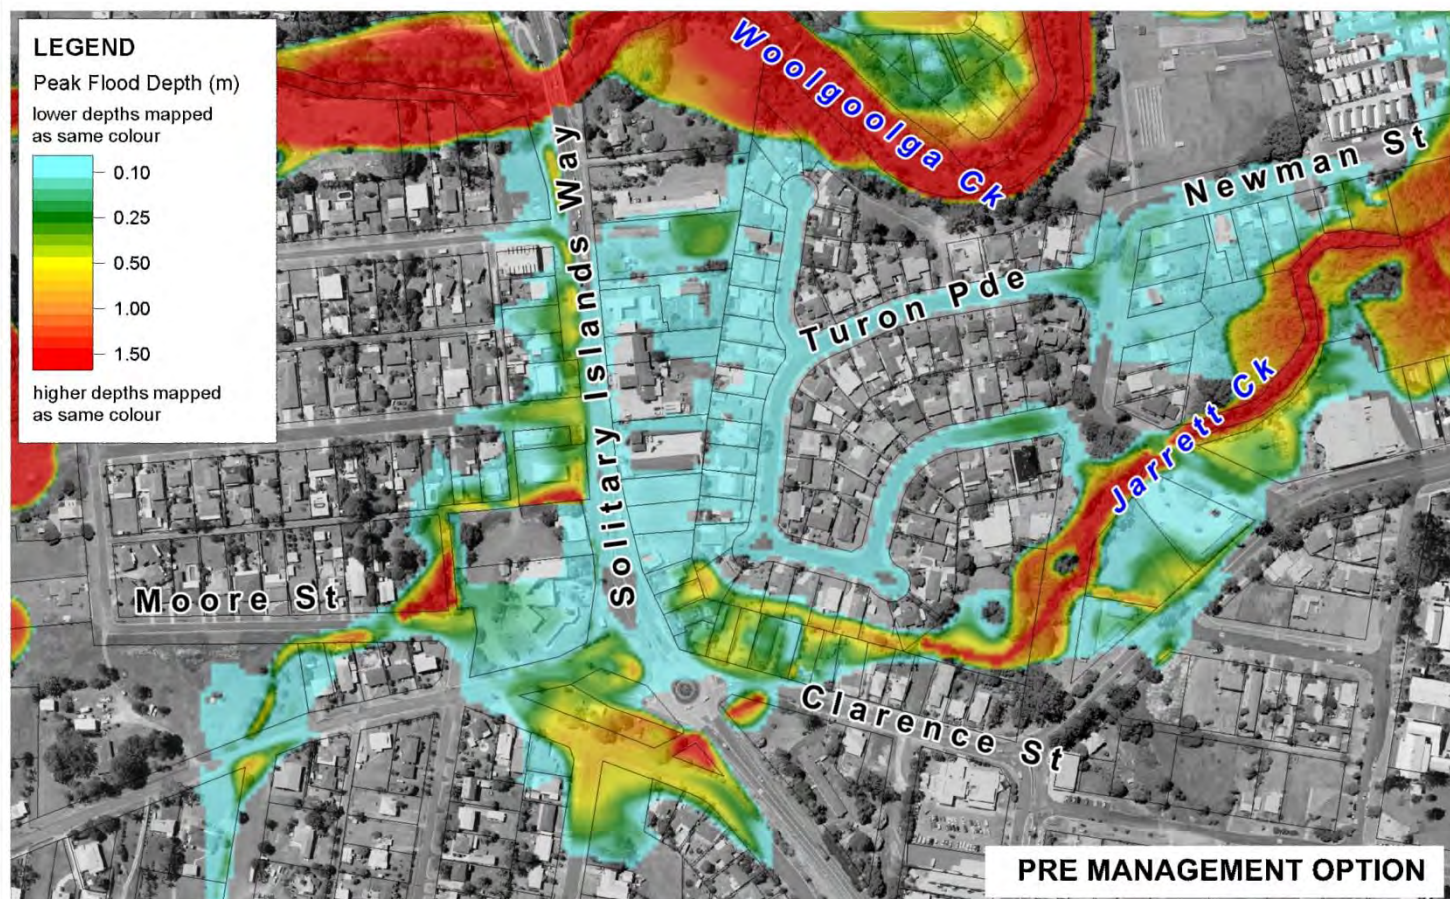 LEGEND
Peak Flood Depth (m)
lower depths mapped
as same colour
0.10
0.25
0.50
1.00
1.50
higher depths mapped
as same colour
Woolgoolga Ck
Newman St
Solitary Islands Way
Turon Pde
Jarrett Ck
Moore St
Clarence St
PRE MANAGEMENT OPTION